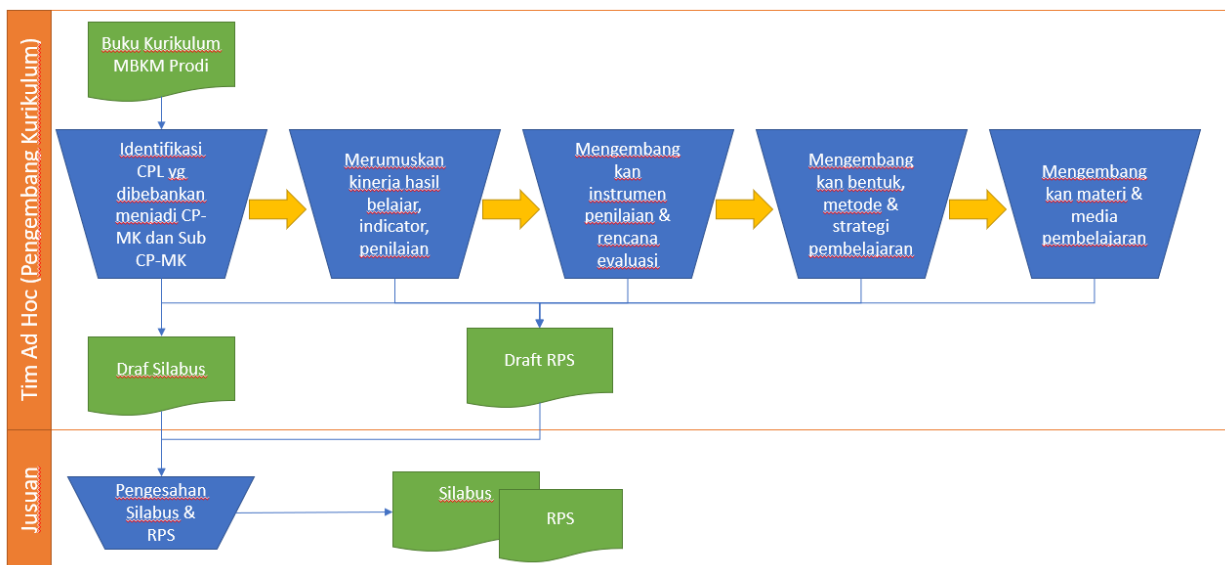 Tim Ad Hoc (Pengembang Kurikulum)
Buku Kurikulum
MBKM Prodi
Identifikasi
CPL yg
dibebankan
menjadi CP-
MK dan Sub
CP-MK
Merumuskan
kinerja hasil
belajar,
indicator,
penilaian
Mengembang
kan
instrumen
penilaian &
rencana
evaluasi
Mengembang
kan bentuk,
metode &
strategi
pembelajaran
Mengembang
kan materi &
media
pembelajaran
Draf Silabus
Draft RPS
Jusuan
Pengesahan
Silabus &
RPS
Silabus
RPS